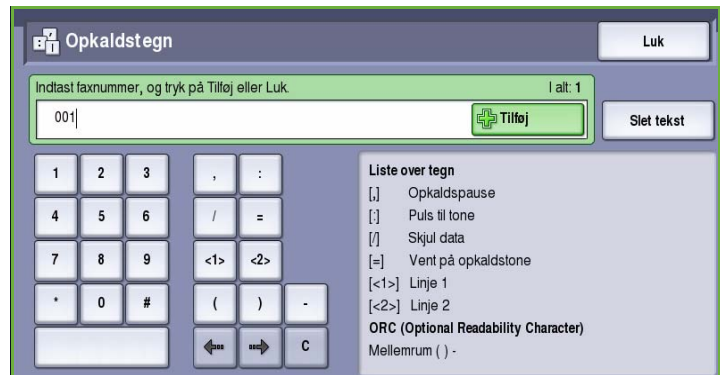 Opkaldstegn
Luk
Indtast faxnummer, og tryk på Tilføj eller Luk.
I alt: 1
001
Tilføj
Slet tekst
1 2 3 , :
4 5 6 / =
7 8 9 <1> <2>
* 0 # ( ) -
C
Liste over tegn
[,] Opkaldspause
[:] Puls til tone
[/] Skjul data
[=] Vent på opkaldstone
[<1>] Linje 1
[<2>] Linje 2
ORC (Optional Readability Character)
Mellemrum ( ) -